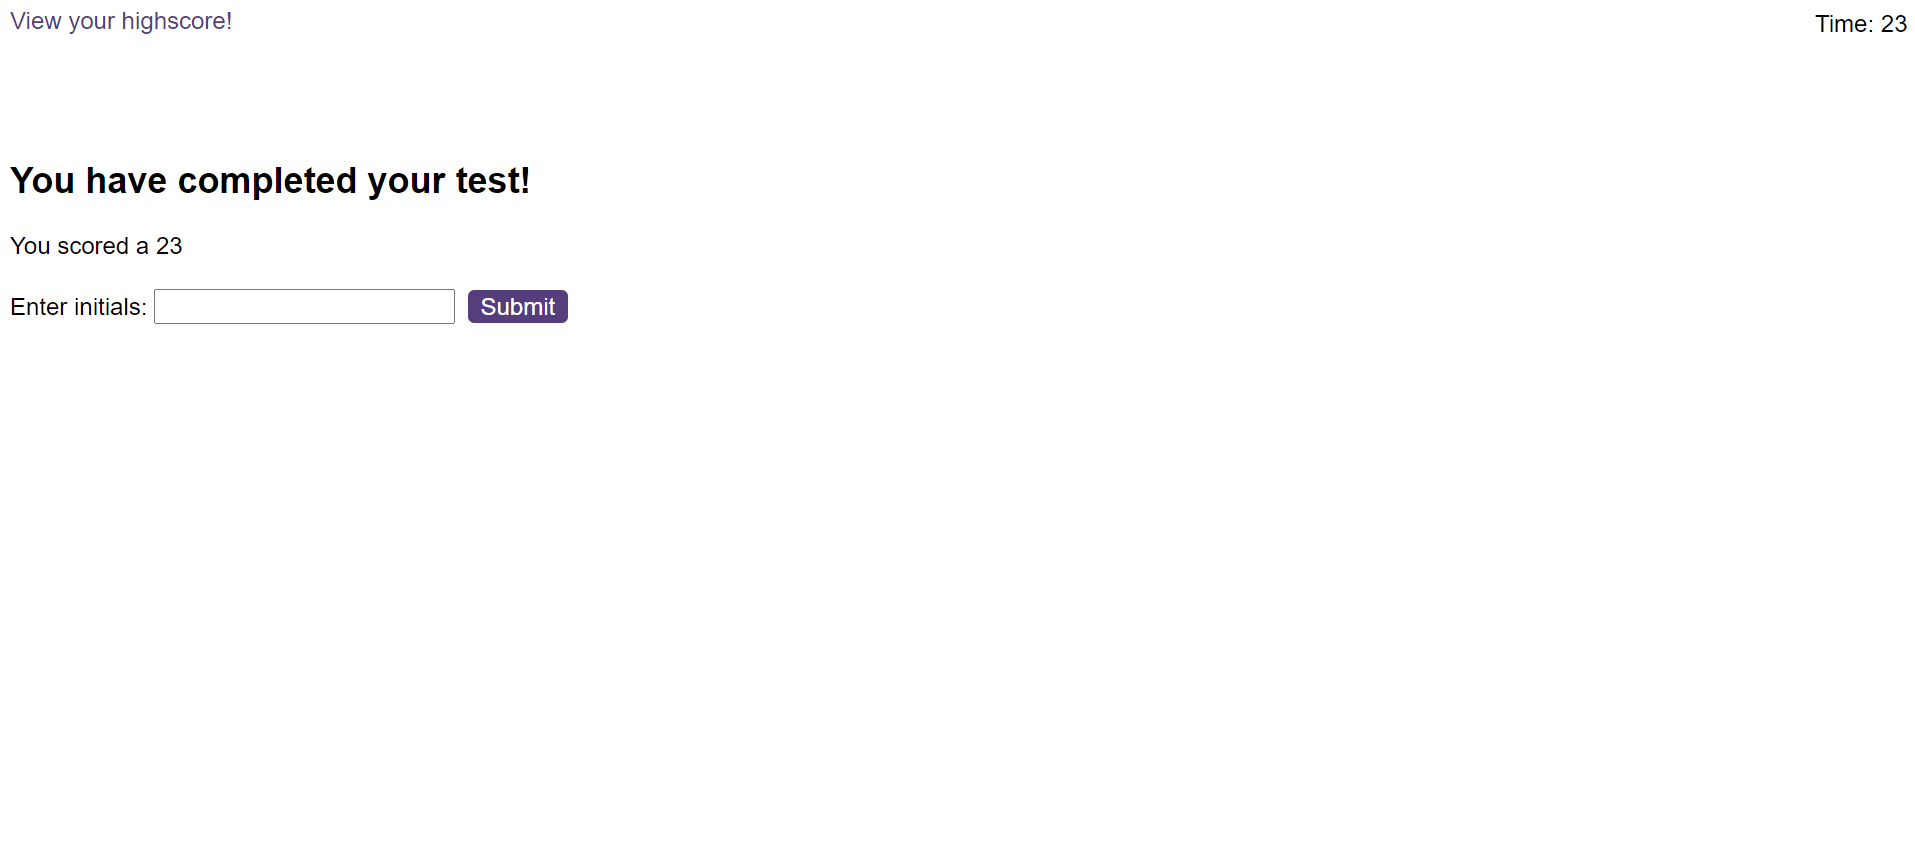 View your highscore!
Time: 23
You have completed your test!
You scored a 23
Enter initials:
Submit